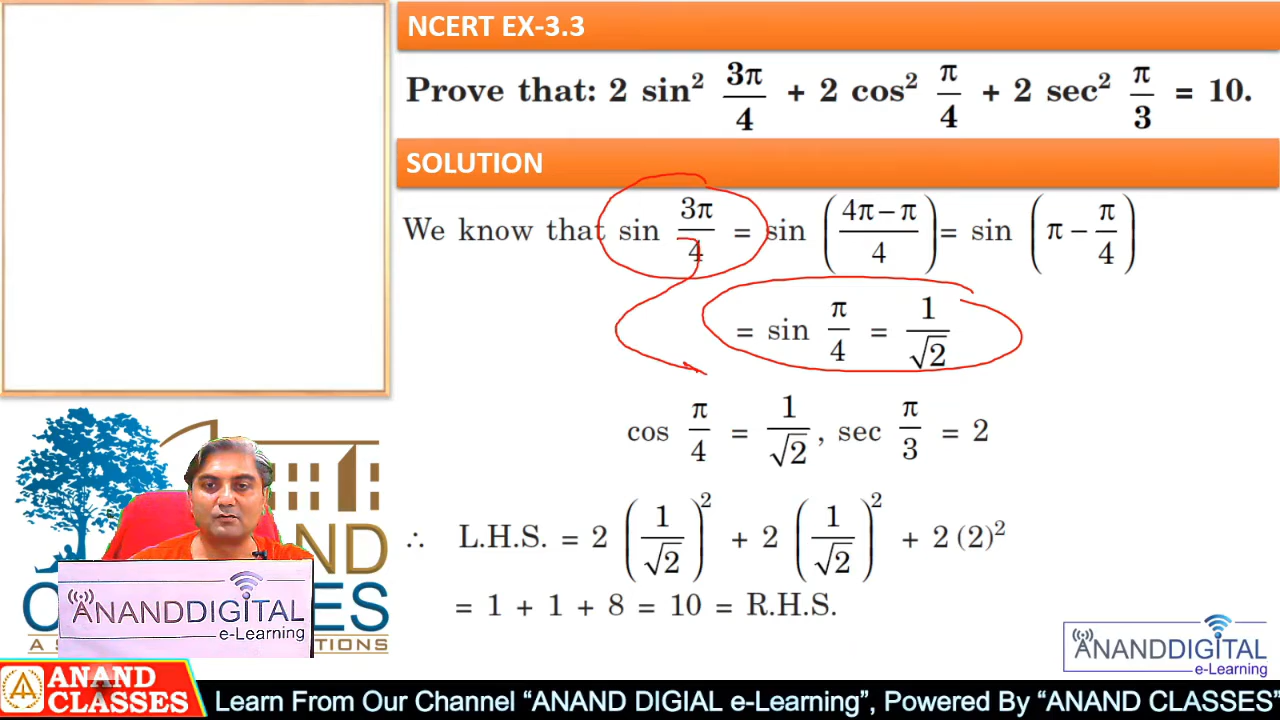 NCERT EX-3.3
Prove that: 2 sin² 3π/4 + 2 cos² π/4 + 2 sec² π/3 = 10.
SOLUTION
We know that sin 3π/4 = sin (4π−π/4) = sin (π − π/4)
= sin π/4 = 1/√2
cos π/4 = 1/√2, sec π/3 = 2
∴ L.H.S. = 2 (1/√2)² + 2 (1/√2)² + 2 (2)²
= 1 + 1 + 8 = 10 = R.H.S.
ANANDDIGITAL
e-Learning
ANANDDIGITAL
e-Learning
ANAND
CLASSES
Learn From Our Channel “ANAND DIGIAL e-Learning”, Powered By “ANAND CLASSES”